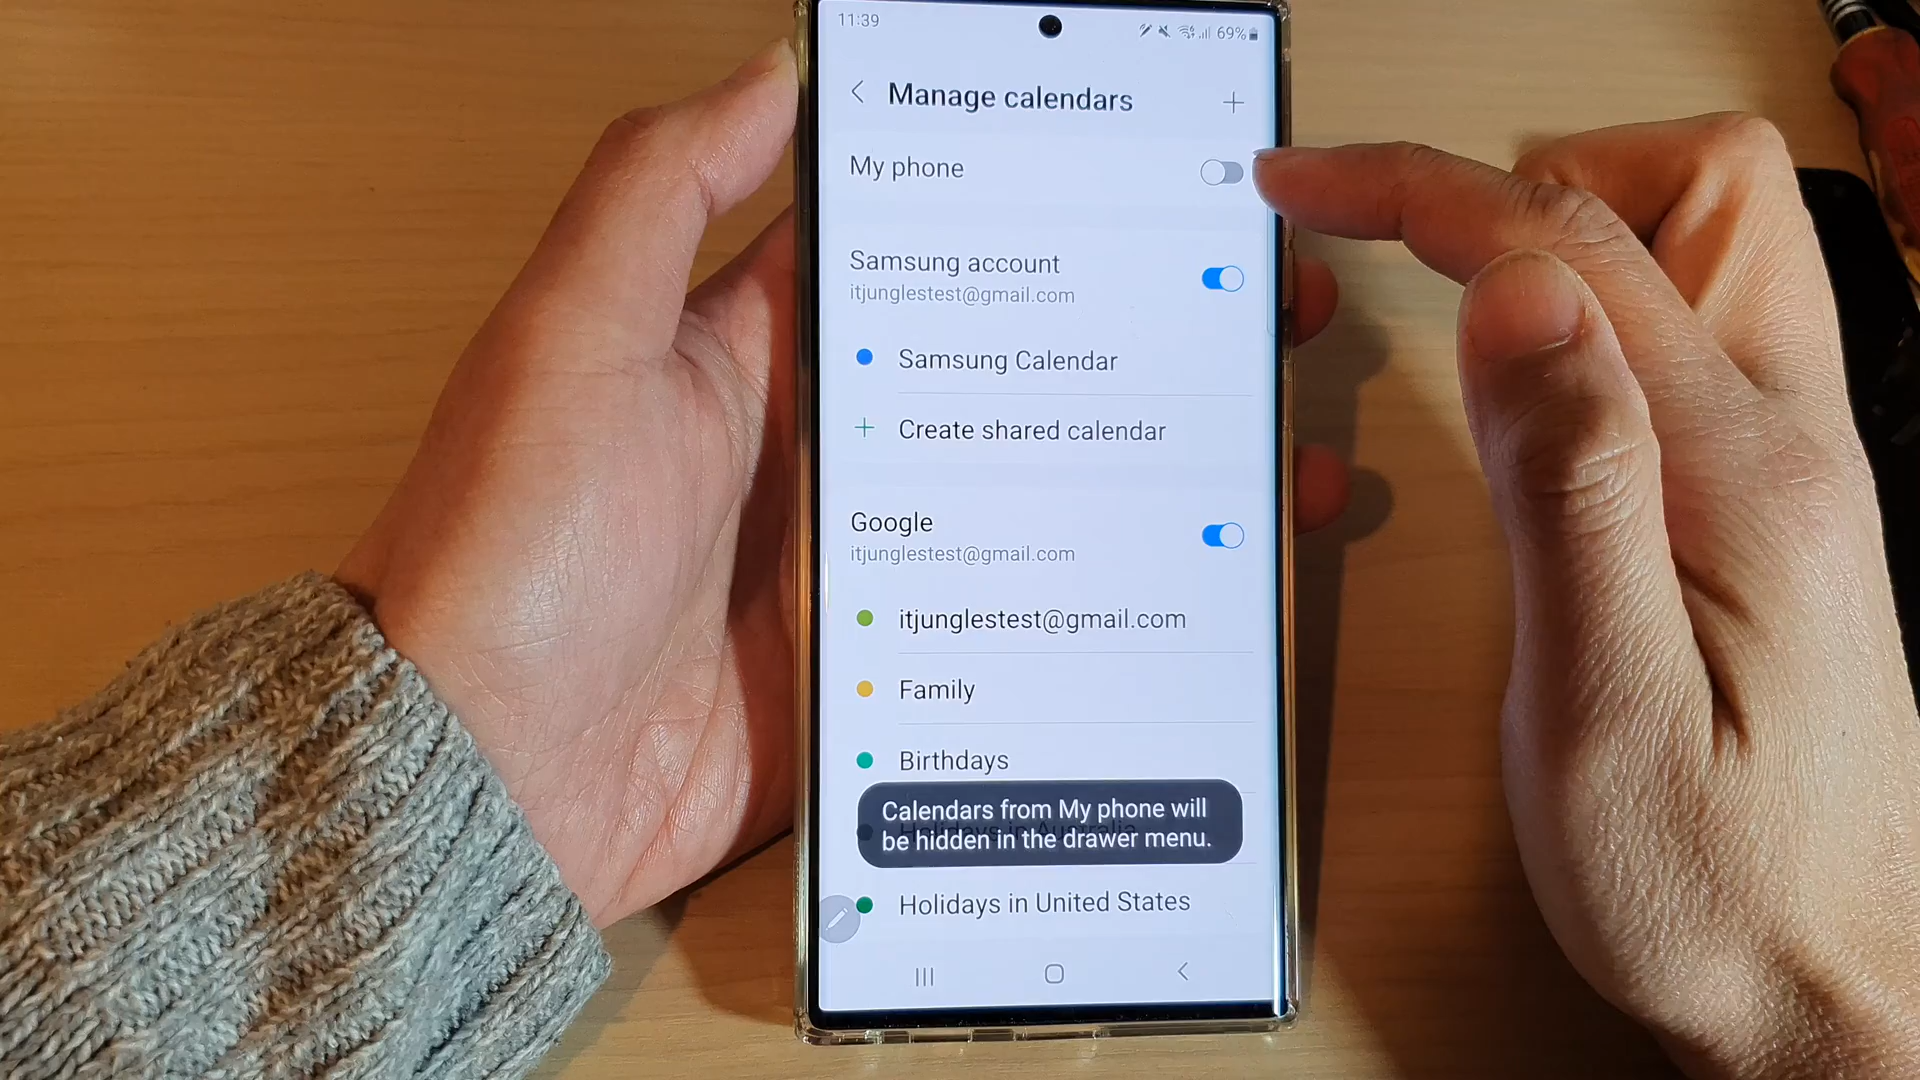 11:39
69%
Manage calendars
My phone
Samsung account
itjunglestest@gmail.com
Samsung Calendar
Create shared calendar
Google
itjunglestest@gmail.com
itjunglestest@gmail.com
Family
Birthdays
Calendars from My phone will
be hidden in the drawer menu.
Holidays in United States